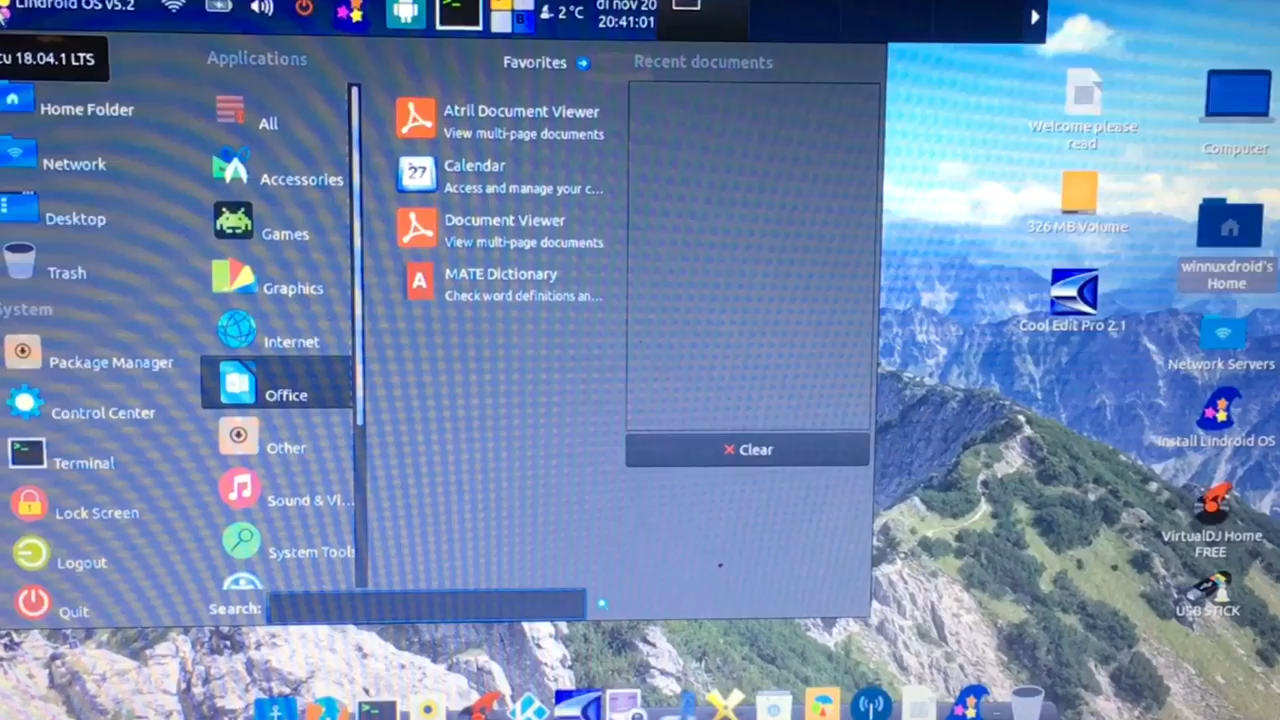 Lindroid OS v5.2
2°C
di nov 20
20:41:01
cu 18.04.1 LTS
Home Folder
Network
Desktop
Trash
System
Package Manager
Control Center
Terminal
Lock Screen
Logout
Quit
Applications
All
Accessories
Games
Graphics
Internet
Office
Other
Sound & Vi...
System Tools
Search:
Favorites
Atril Document Viewer
View multi-page documents
27
Calendar
Access and manage your c...
Document Viewer
View multi-page documents
A
MATE Dictionary
Check word definitions an...
Recent documents
Clear
Welcome please
read
326 MB Volume
Cool Edit Pro 2.1
Computer
winnuxdroid's
Home
Network Servers
Install Lindroid OS
VirtualDJ Home
FREE
USB STICK